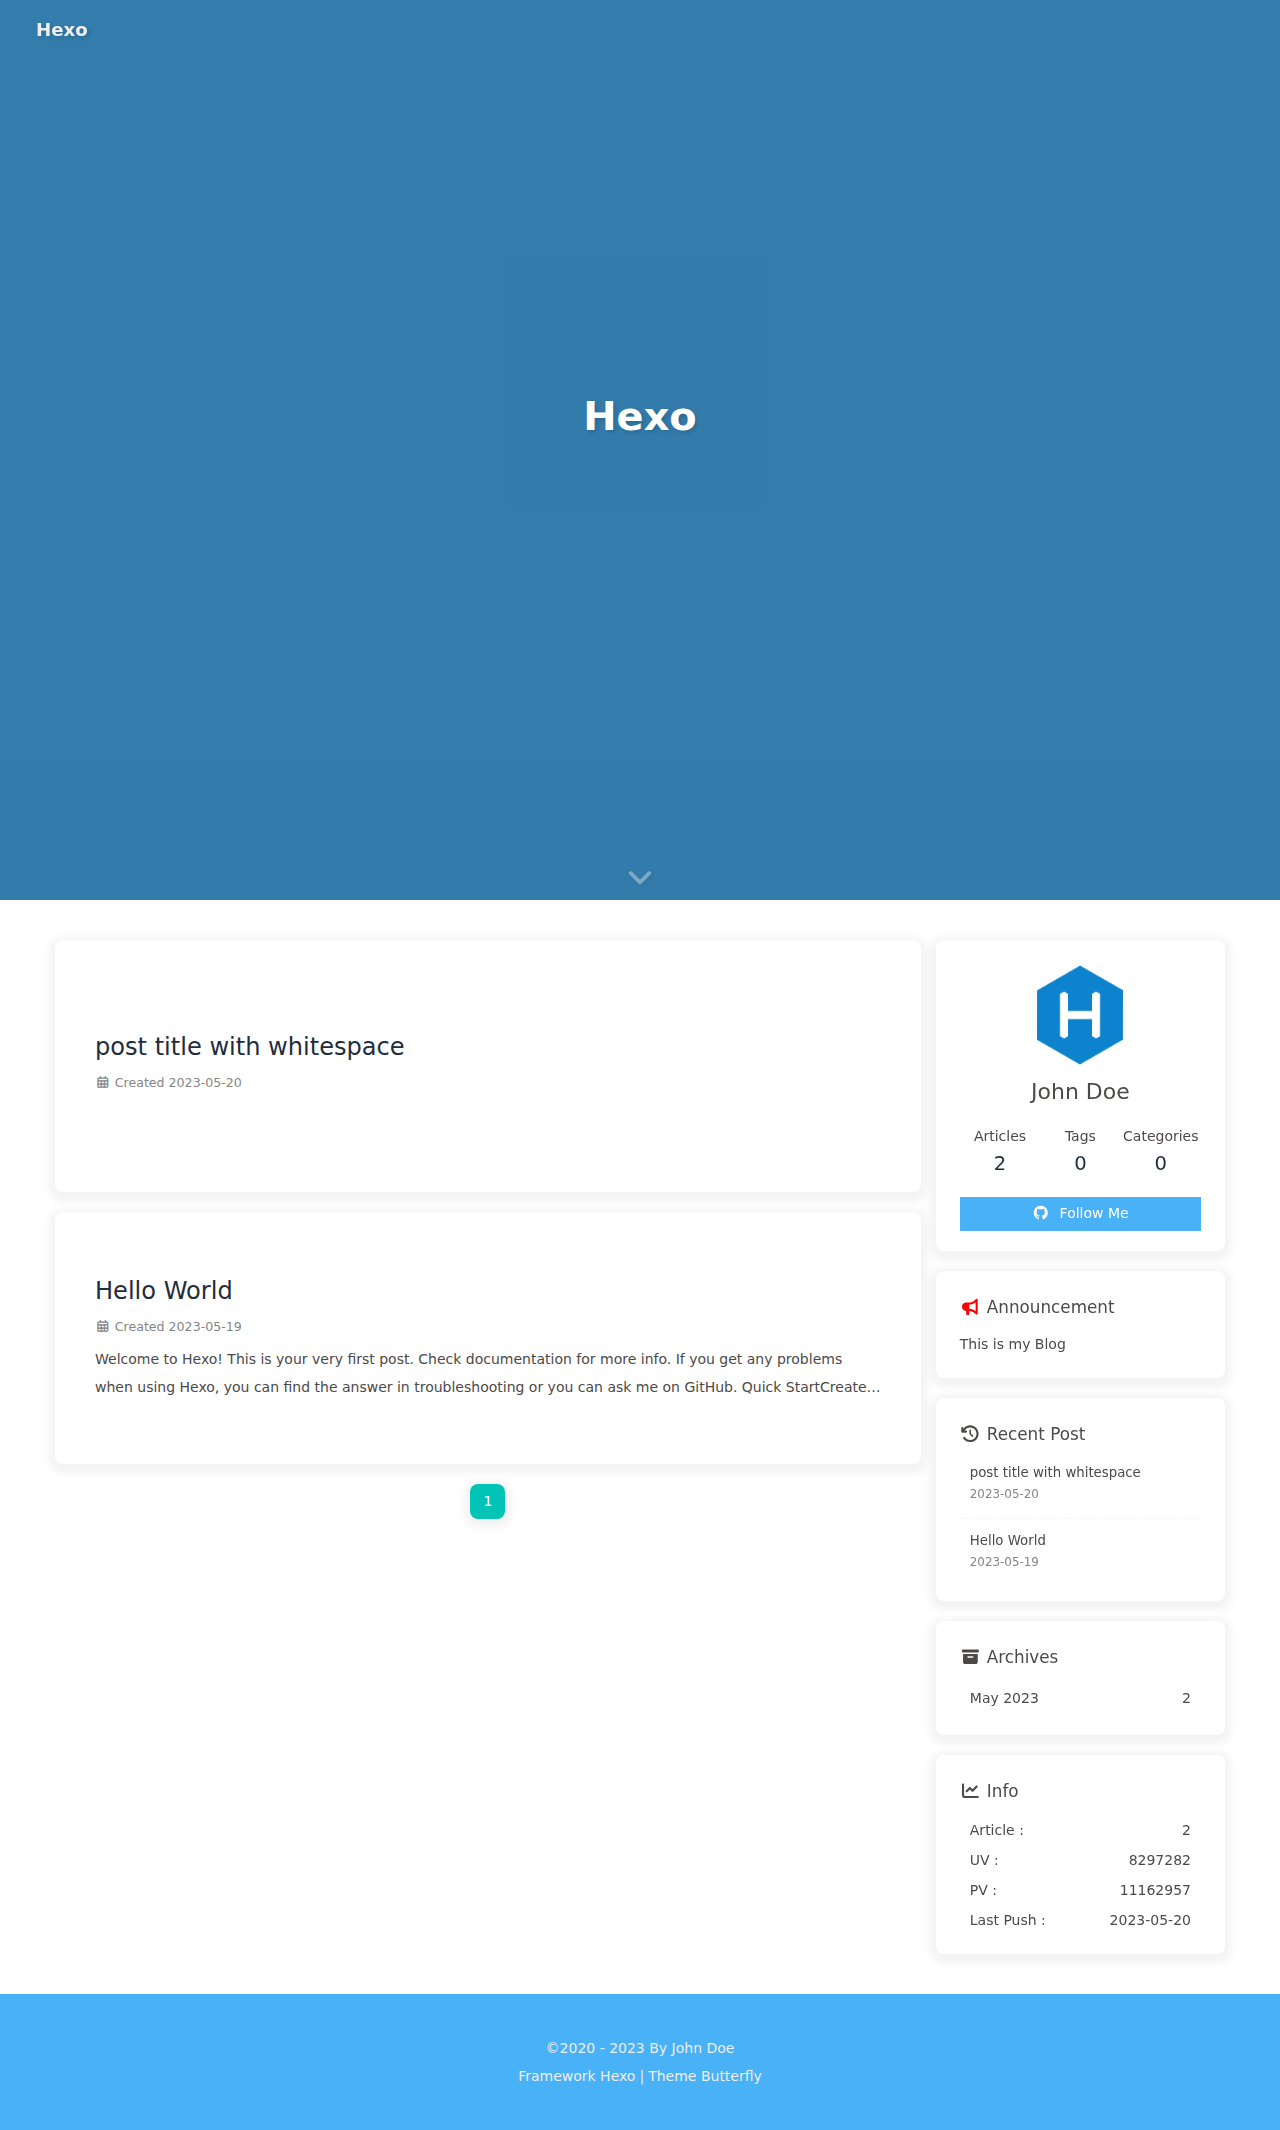 Hexo
Hexo
post title with whitespace
Created 2023-05-20
Hello World
Created 2023-05-19
Welcome to Hexo! This is your very first post. Check documentation for more info. If you get any problems
when using Hexo, you can find the answer in troubleshooting or you can ask me on GitHub. Quick StartCreate...
1
H
John Doe
Articles Tags Categories
2 0 0
Follow Me
Announcement
This is my Blog
Recent Post
post title with whitespace
2023-05-20
Hello World
2023-05-19
Archives
May 2023 2
Info
Article : 2
UV : 8297282
PV : 11162957
Last Push : 2023-05-20
©2020 - 2023 By John Doe
Framework Hexo | Theme Butterfly